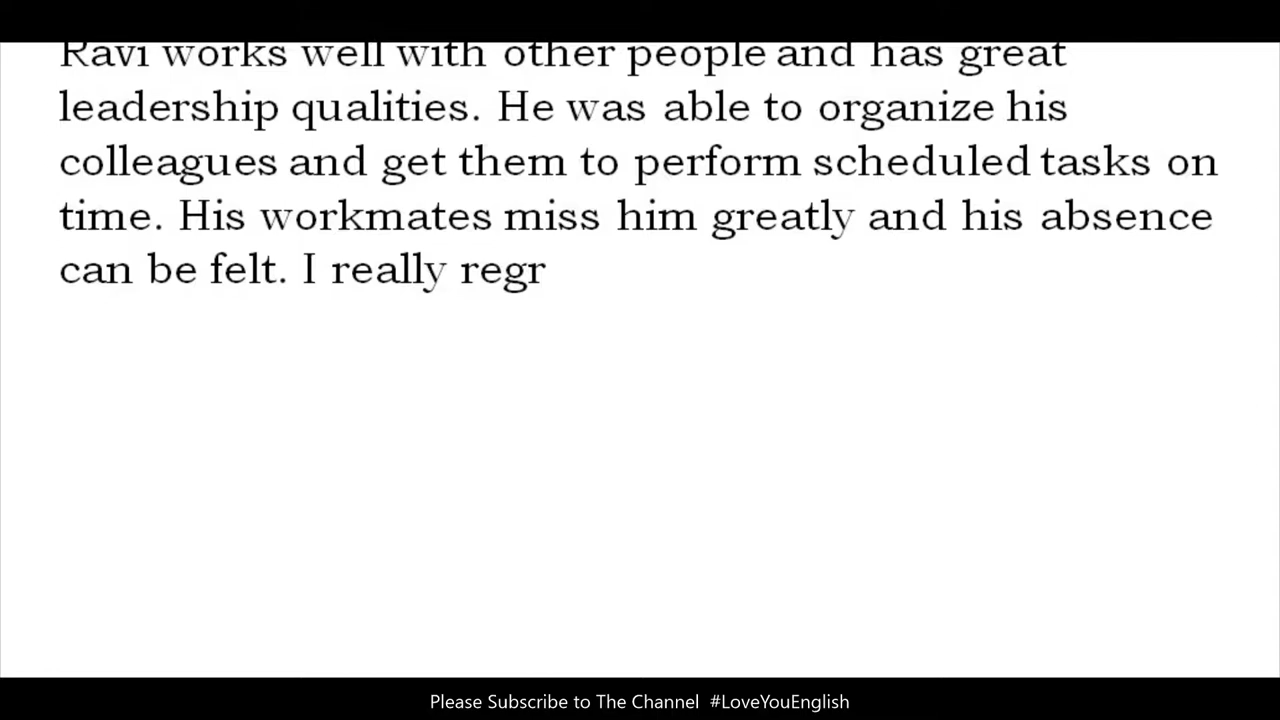 Ravi works well with other people and has great
leadership qualities. He was able to organize his
colleagues and get them to perform scheduled tasks on
time. His workmates miss him greatly and his absence
can be felt. I really regr
Please Subscribe to The Channel #LoveYouEnglish